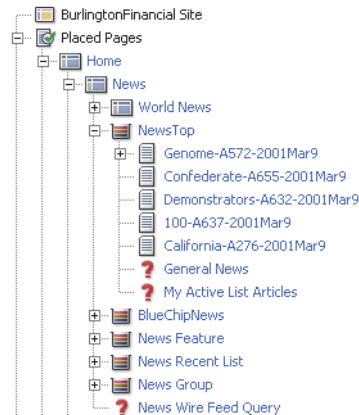 BurlingtonFinancial Site
Placed Pages
Home
News
World News
NewsTop
Genome-A572-2001Mar9
Confederate-A655-2001Mar9
Demonstrators-A632-2001Mar9
100-A637-2001Mar9
California-A276-2001Mar9
? General News
? My Active List Articles
BlueChipNews
News Feature
News Recent List
News Group
? News Wire Feed Query